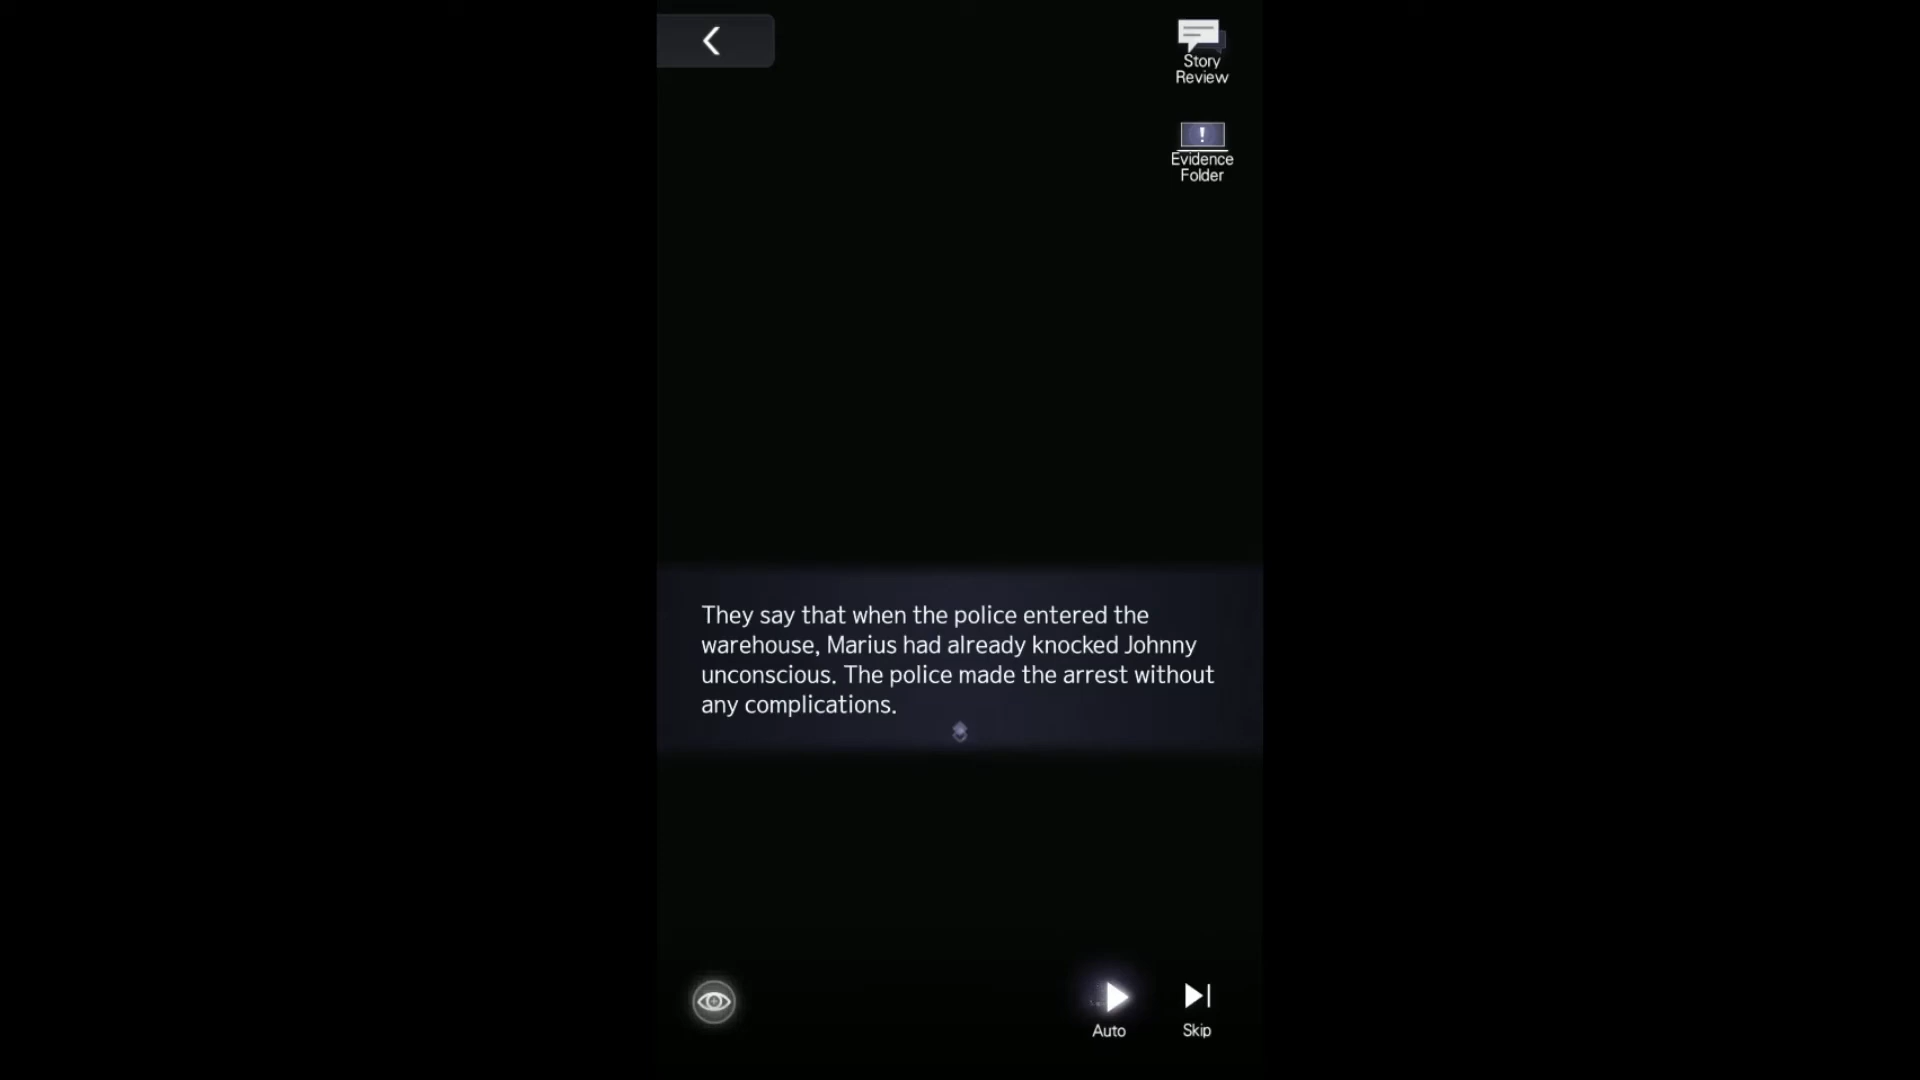 Story
Review
Evidence
Folder
They say that when the police entered the
warehouse, Marius had already knocked Johnny
unconscious. The police made the arrest without
any complications.
Auto
Skip